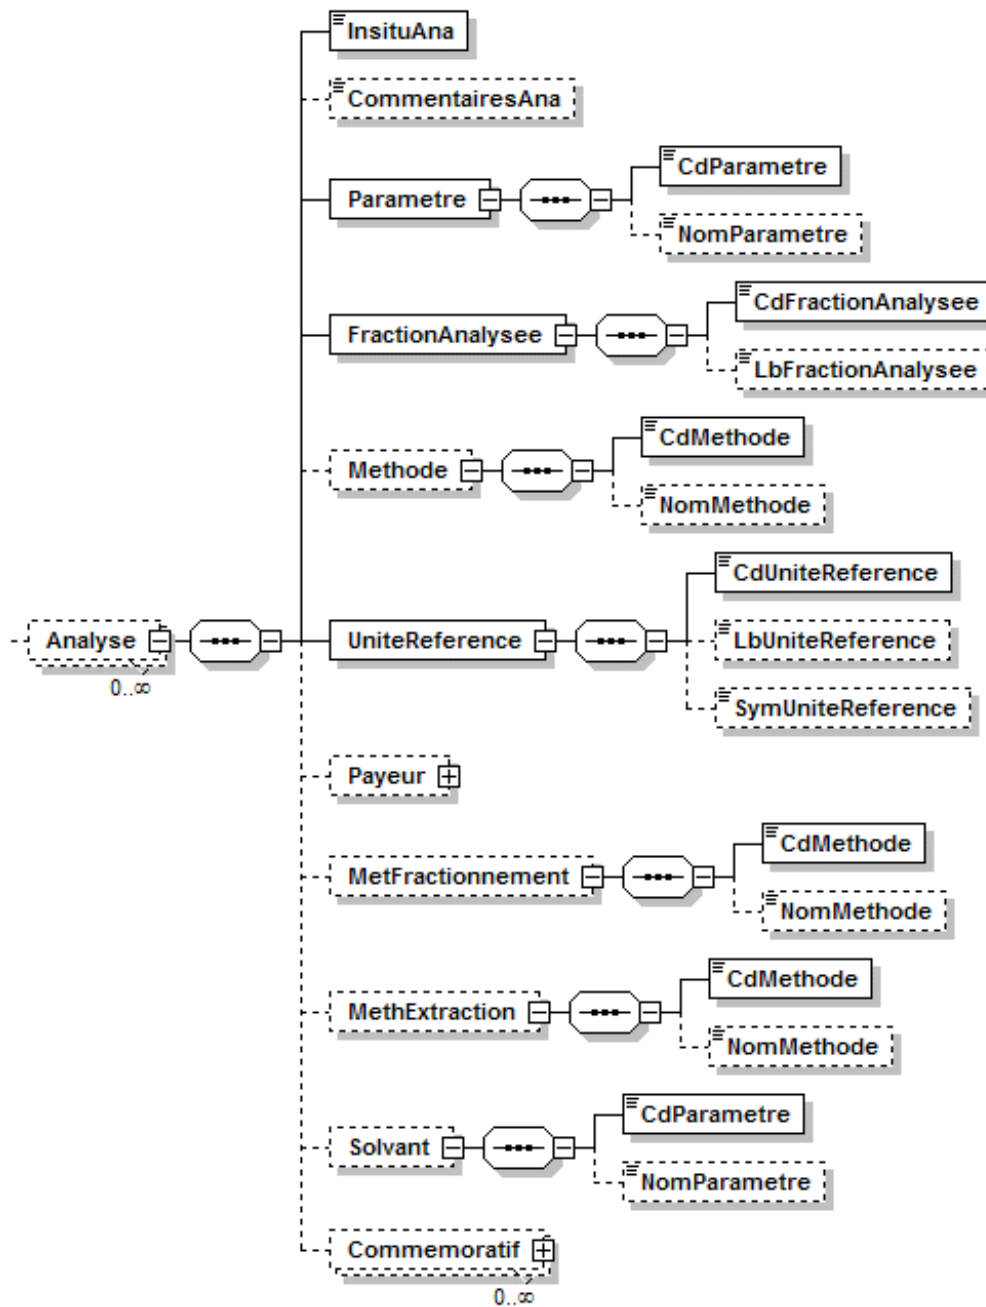 InsituAna
CommentairesAna
CdParametre
Parametre
NomParametre
CdFractionAnalysee
FractionAnalysee
LbFractionAnalysee
CdMethode
Methode
NomMethode
CdUniteReference
Analyse
UniteReference
LbUniteReference
0..∞
SymUniteReference
Payeur
CdMethode
MetFractionnement
NomMethode
CdMethode
MethExtraction
NomMethode
CdParametre
Solvant
NomParametre
Commemoratif
0..∞